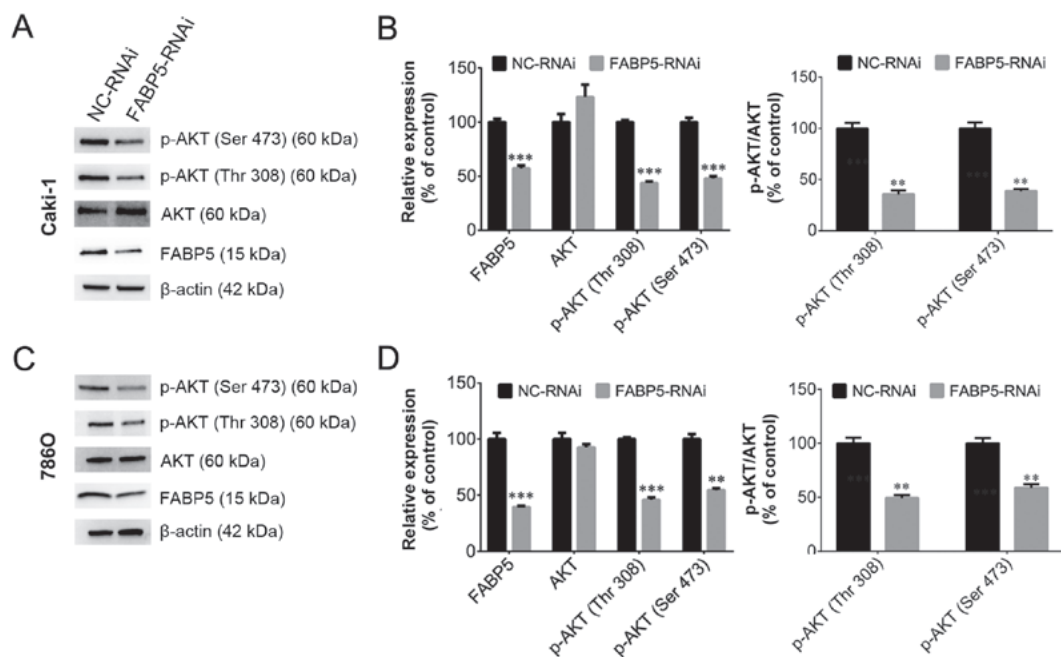 A
NC-RNAi
FABP5-RNAi
Caki-1
p-AKT (Ser 473) (60 kDa)
p-AKT (Thr 308) (60 kDa)
AKT (60 kDa)
FABP5 (15 kDa)
β-actin (42 kDa)
B
NC-RNAi FABP5-RNAi
Relative expression
(% of control)
150
100
50
0
***
***
***
FABP5
AKT
p-AKT (Thr 308)
p-AKT (Ser 473)
NC-RNAi FABP5-RNAi
p-AKT/AKT
(% of control)
150
100
50
0
***
**
***
**
p-AKT (Thr 308)
p-AKT (Ser 473)
C
786O
p-AKT (Ser 473) (60 kDa)
p-AKT (Thr 308) (60 kDa)
AKT (60 kDa)
FABP5 (15 kDa)
β-actin (42 kDa)
D
NC-RNAi FABP5-RNAi
Relative expression
(% of control)
150
100
50
0
***
***
**
FABP5
AKT
p-AKT (Thr 308)
p-AKT (Ser 473)
NC-RNAi FABP5-RNAi
p-AKT/AKT
(% of control)
150
100
50
0
***
**
***
**
p-AKT (Thr 308)
p-AKT (Ser 473)